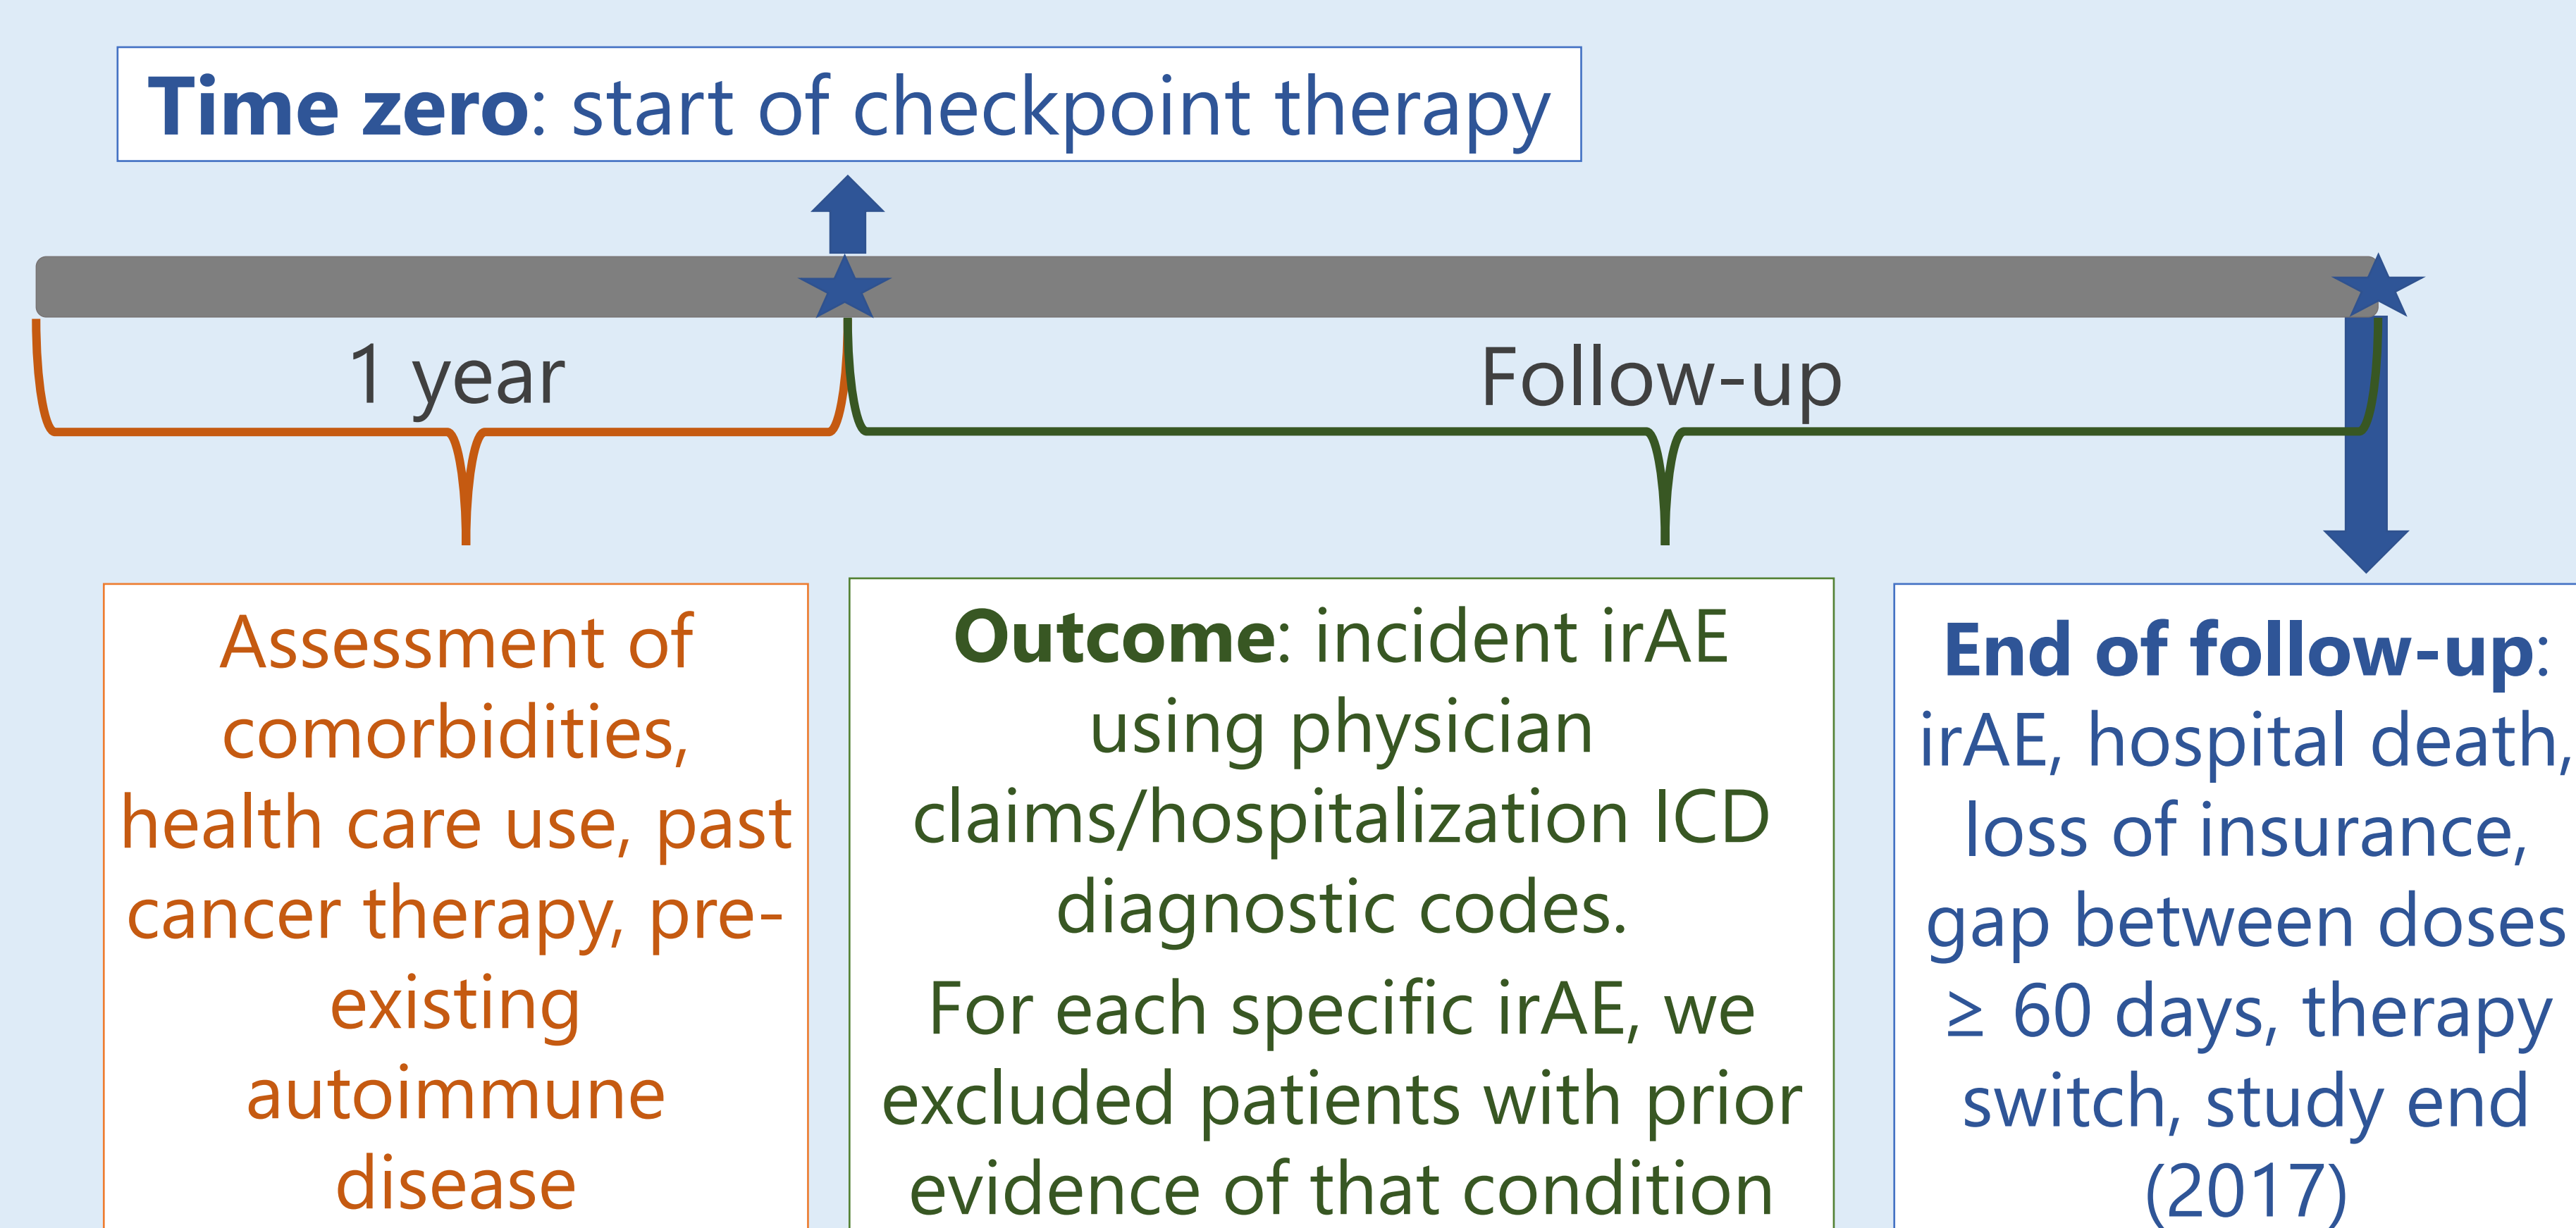 Time zero: start of checkpoint therapy
1 year
Follow-up
Assessment of
comorbidities,
health care use, past
cancer therapy, pre-
existing
autoimmune
disease
Outcome: incident irAE
using physician
claims/hospitalization ICD
diagnostic codes.
For each specific irAE, we
excluded patients with prior
evidence of that condition
End of follow-up:
irAE, hospital death,
loss of insurance,
gap between doses
≥ 60 days, therapy
switch, study end
(2017)